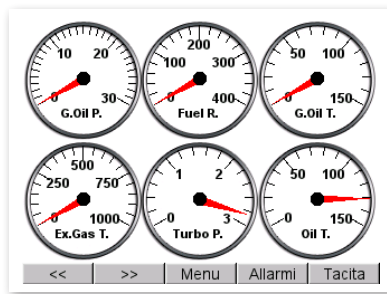 10 20
0 30
G.Oil P.
200
100 300
0 400
Fuel R.
50 100
0 150
G.Oil T.
500
250 750
0 1000
Ex.Gas T.
1 2
0 3
Turbo P.
50 100
0 150
Oil T.
<< >> Menu Allarmi Tacita